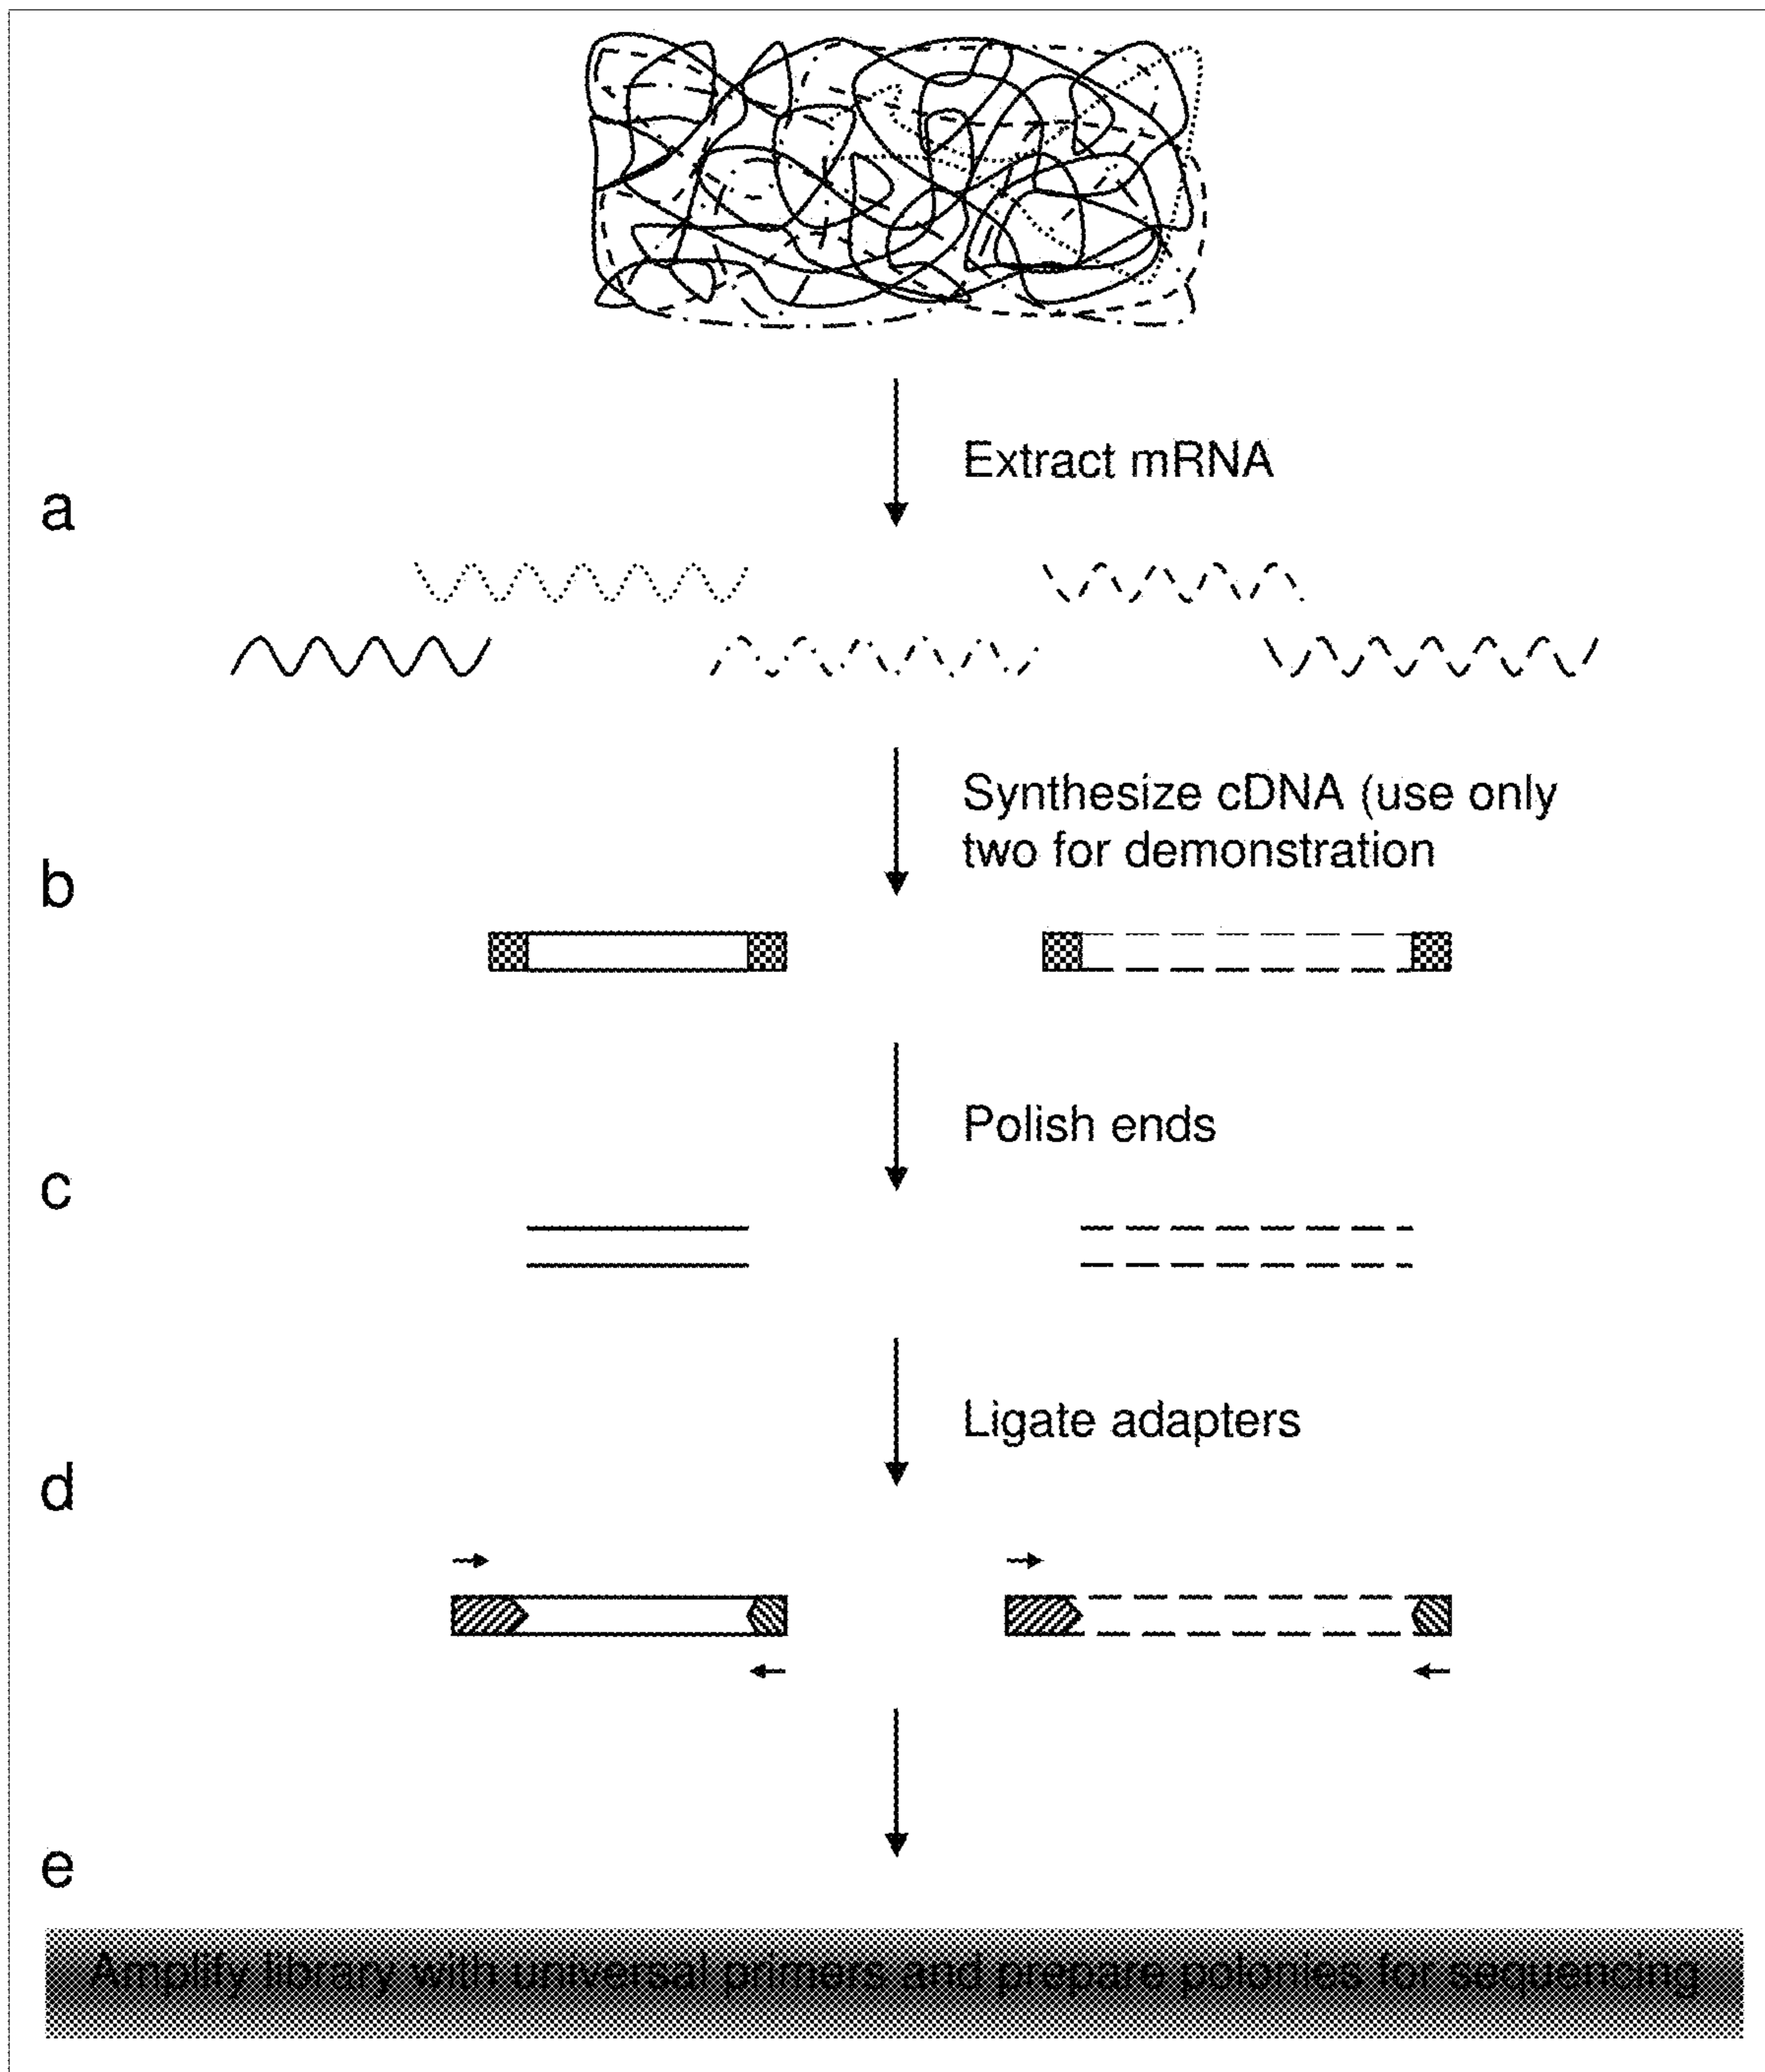 Extract mRNA
a
Synthesize cDNA (use only
two for demonstration
b
Polish ends
c
Ligate adapters
d
e
Amplify library with universal primers and prepare polonies for sequencing